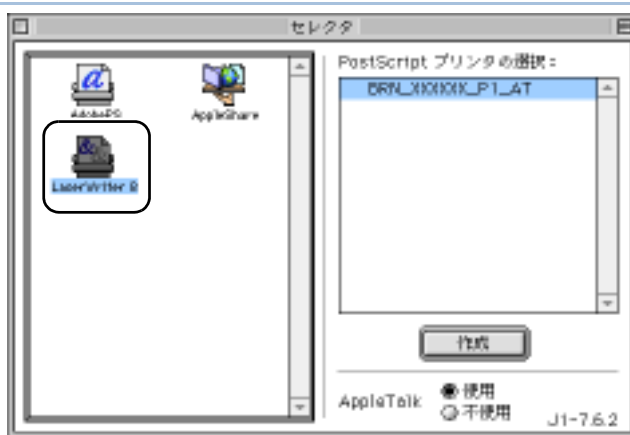 セレクタ
AdobePS
AppleShare
LaserWriter 8
PostScript プリンタの選択：
BRN_XXXXXX_P1_AT
作成
AppleTalk
使用
不使用
J1-7.6.2